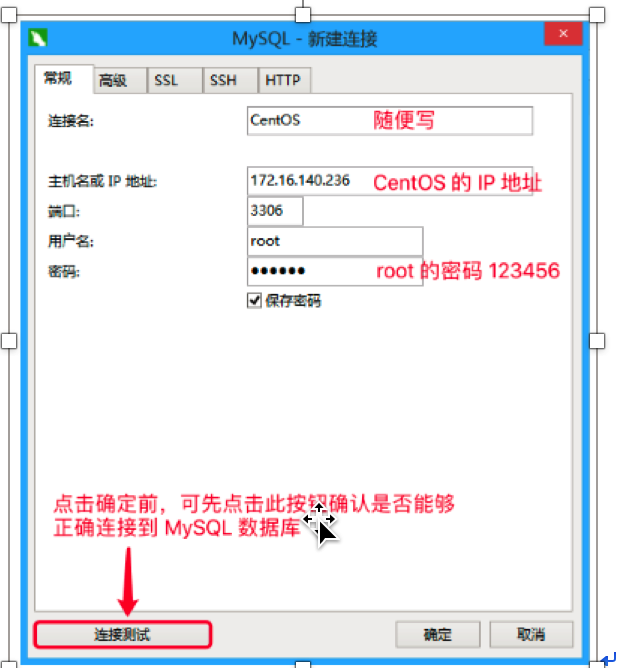 MySQL - 新建连接
常规 高级 SSL SSH HTTP
连接名: CentOS 随便写
主机名或 IP 地址: 172.16.140.236 CentOS 的 IP 地址
端口: 3306
用户名: root
密码: ●●●●●● root 的密码 123456
保存密码
点击确定前，可先点击此按钮确认是否能够
正确连接到 MySQL 数据库
连接测试 确定 取消